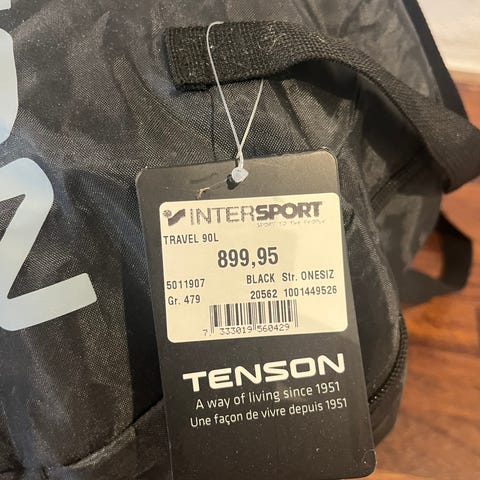 INTERSPORT
SPORT TO THE PEOPLE
TRAVEL 90L
899,95
5011907 BLACK Str. ONESIZ
Gr. 479 20562 1001449526
7 333019 560429
TENSON
A way of living since 1951
Une façon de vivre depuis 1951